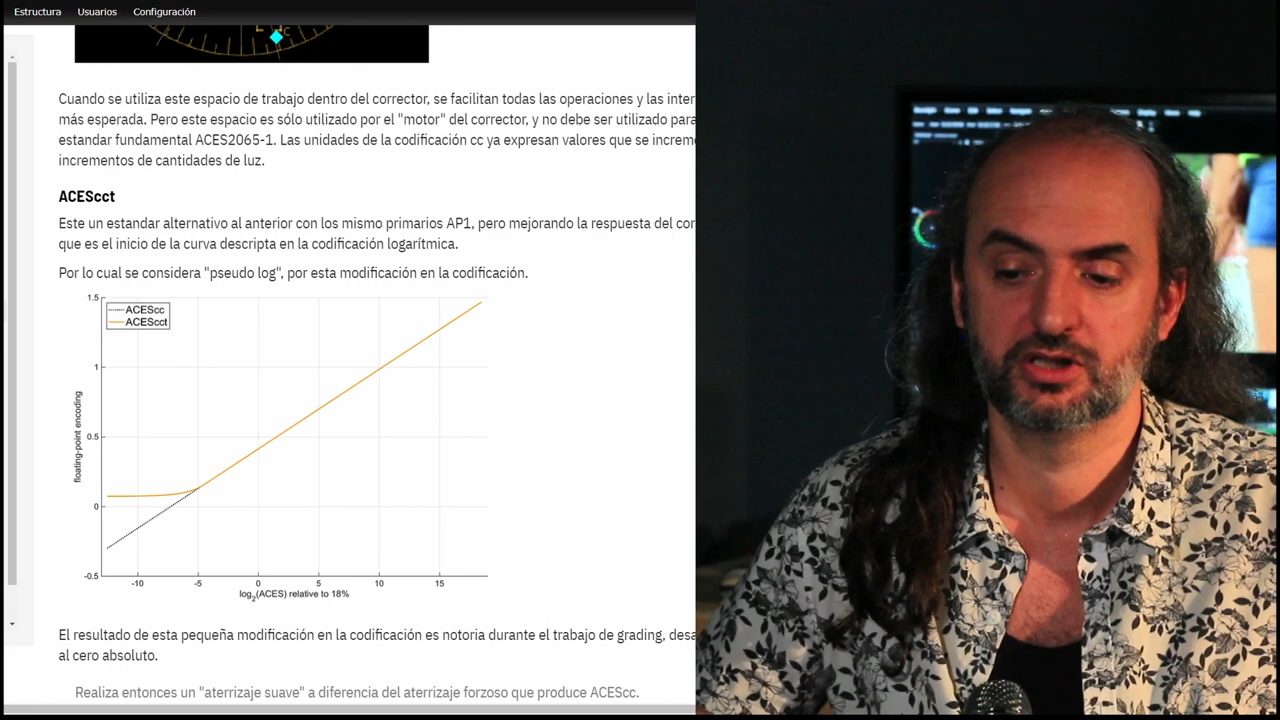 Estructura Usuarios Configuración
C
Cuando se utiliza este espacio de trabajo dentro del corrector, se facilitan todas las operaciones y las inter
más esperada. Pero este espacio es sólo utilizado por el "motor" del corrector, y no debe ser utilizado para
estandar fundamental ACES2065-1. Las unidades de la codificación cc ya expresan valores que se increme
incrementos de cantidades de luz.
ACEScct
Este un estandar alternativo al anterior con los mismo primarios AP1, pero mejorando la respuesta del cor
que es el inicio de la curva descripta en la codificación logarítmica.
Por lo cual se considera "pseudo log", por esta modificación en la codificación.
1.5
ACEScc
ACEScct
1
floating-point encoding
0.5
0
-0.5
-10 -5 0 5 10 15
log2(ACES) relative to 18%
El resultado de esta pequeña modificación en la codificación es notoria durante el trabajo de grading, desa
al cero absoluto.
Realiza entonces un "aterrizaje suave" a diferencia del aterrizaje forzoso que produce ACEScc.